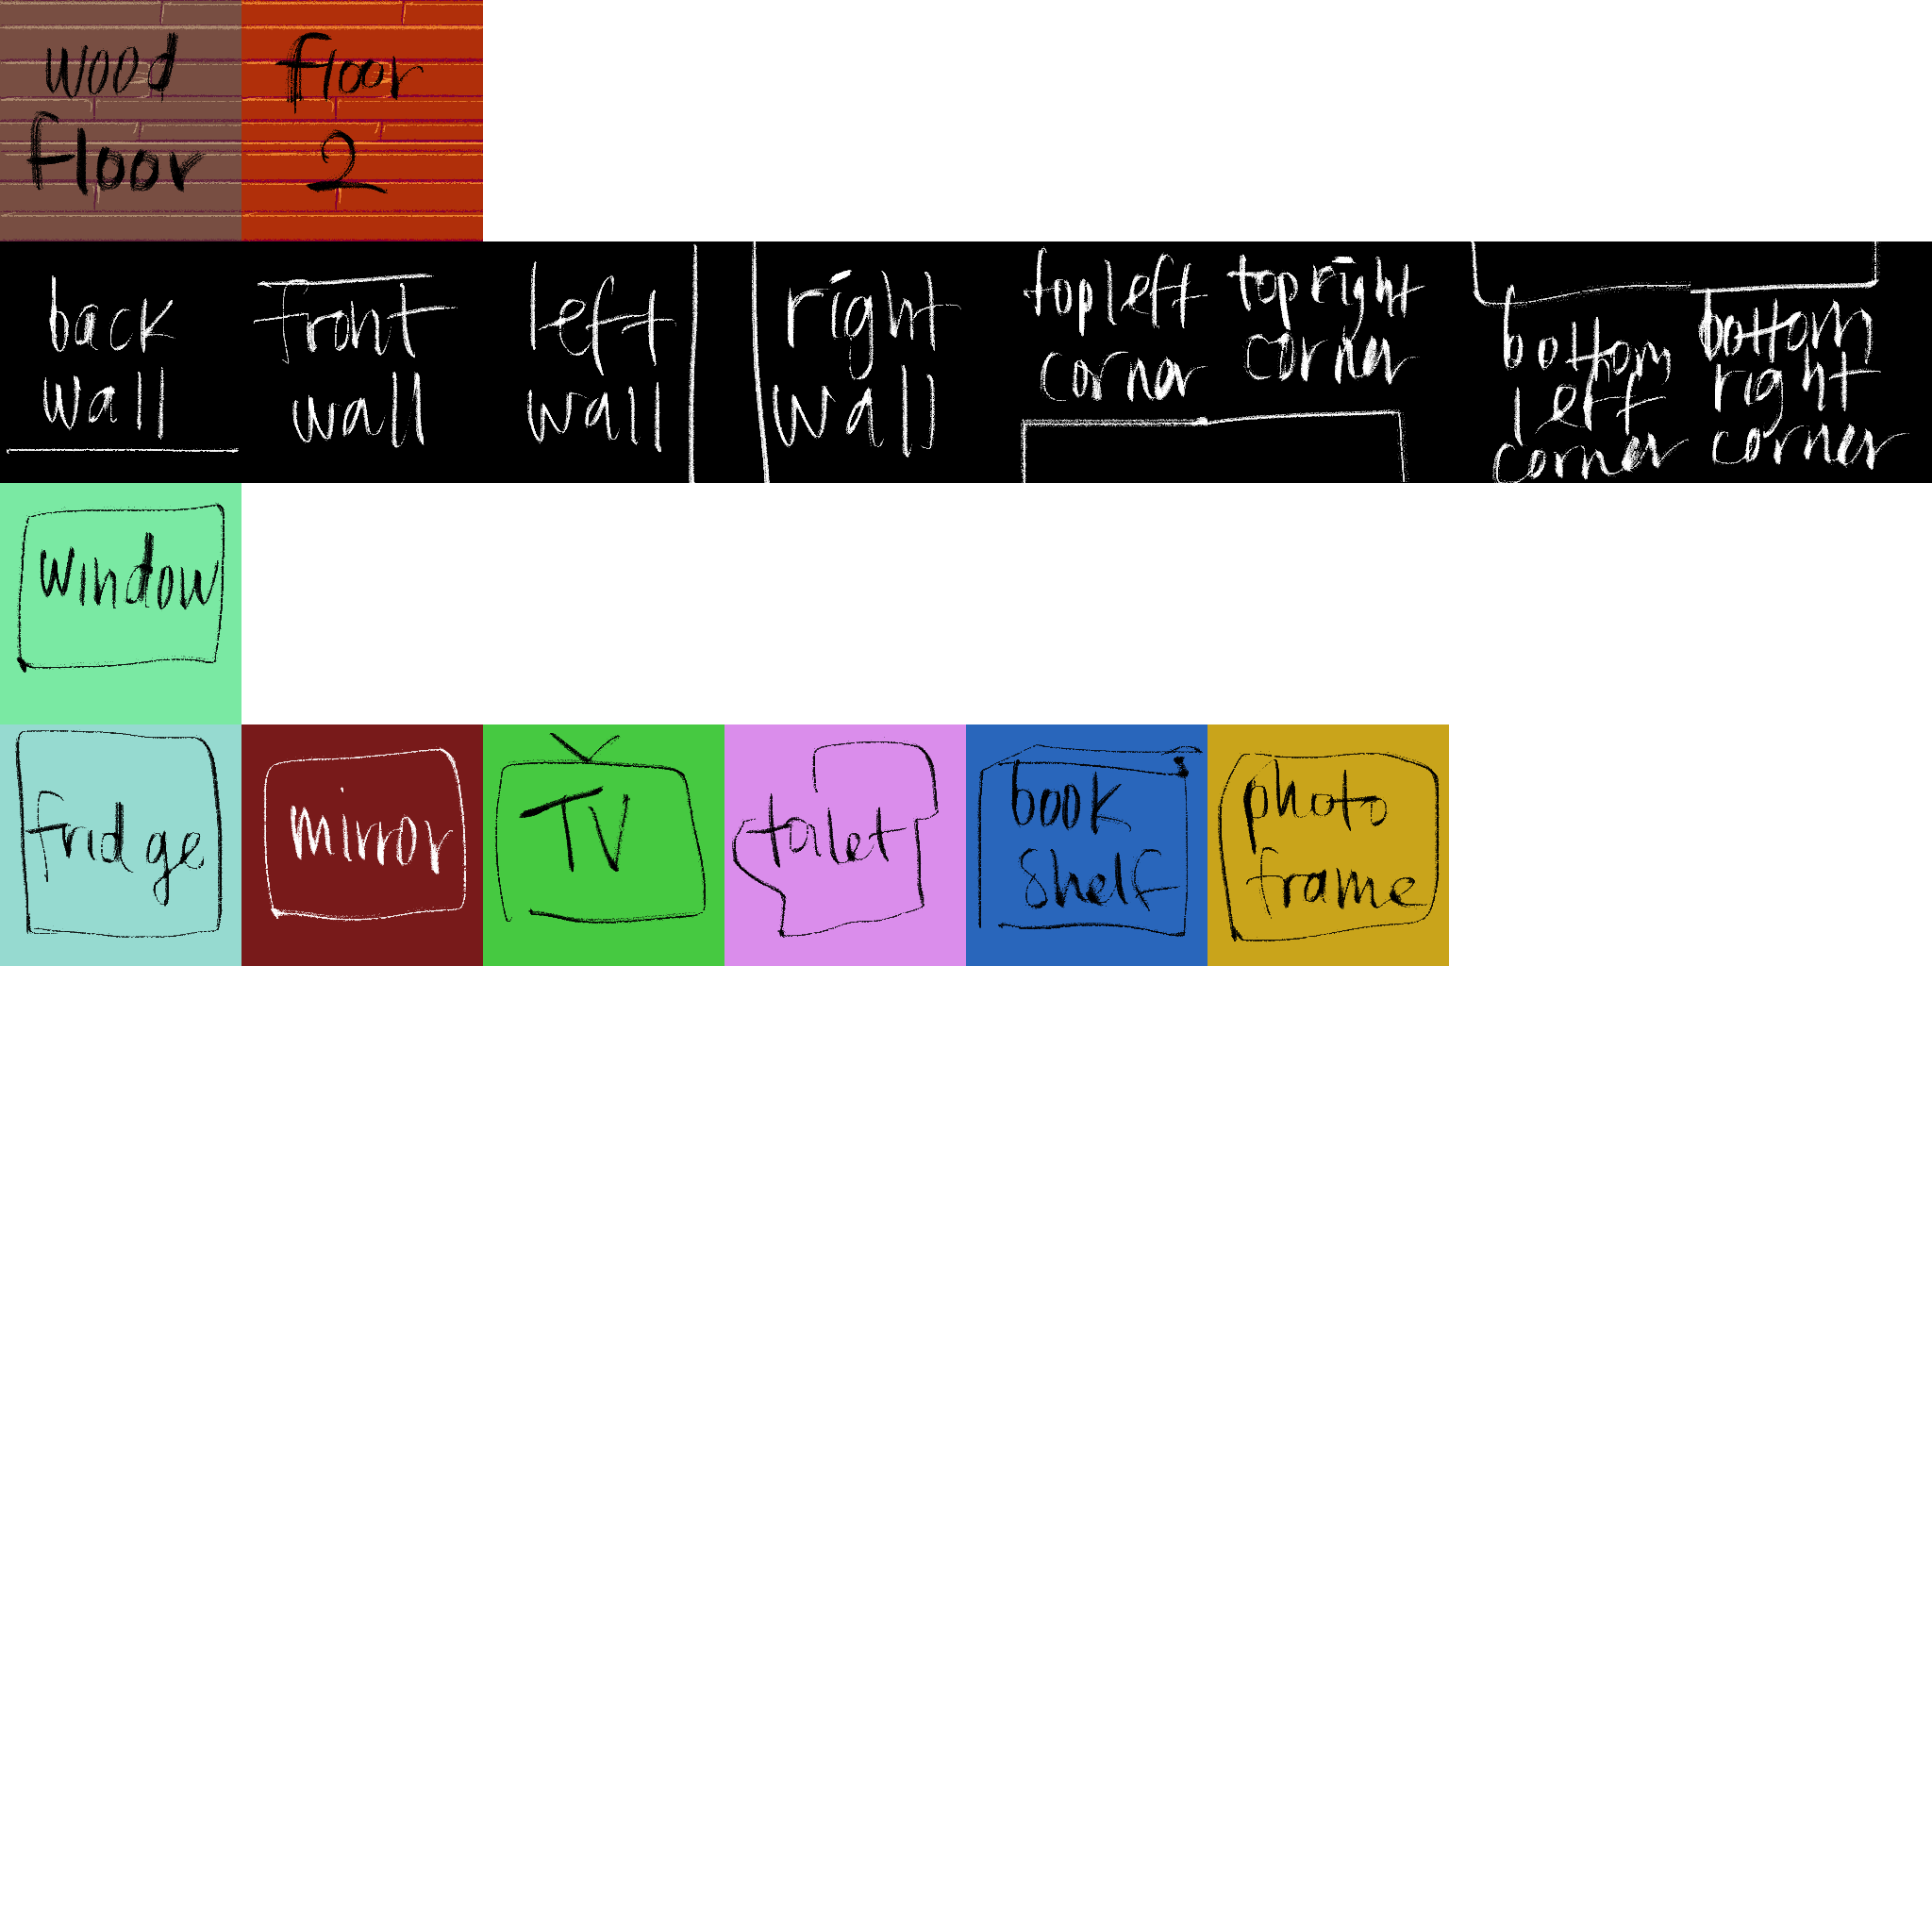 wood
floor
floor
2
back
wall
front
wall
left
wall
right
wall
top left
corner
top right
corner
bottom
left
corner
bottom
right
corner
window
fridge
mirror
TV
toilet
book
shelf
photo
frame